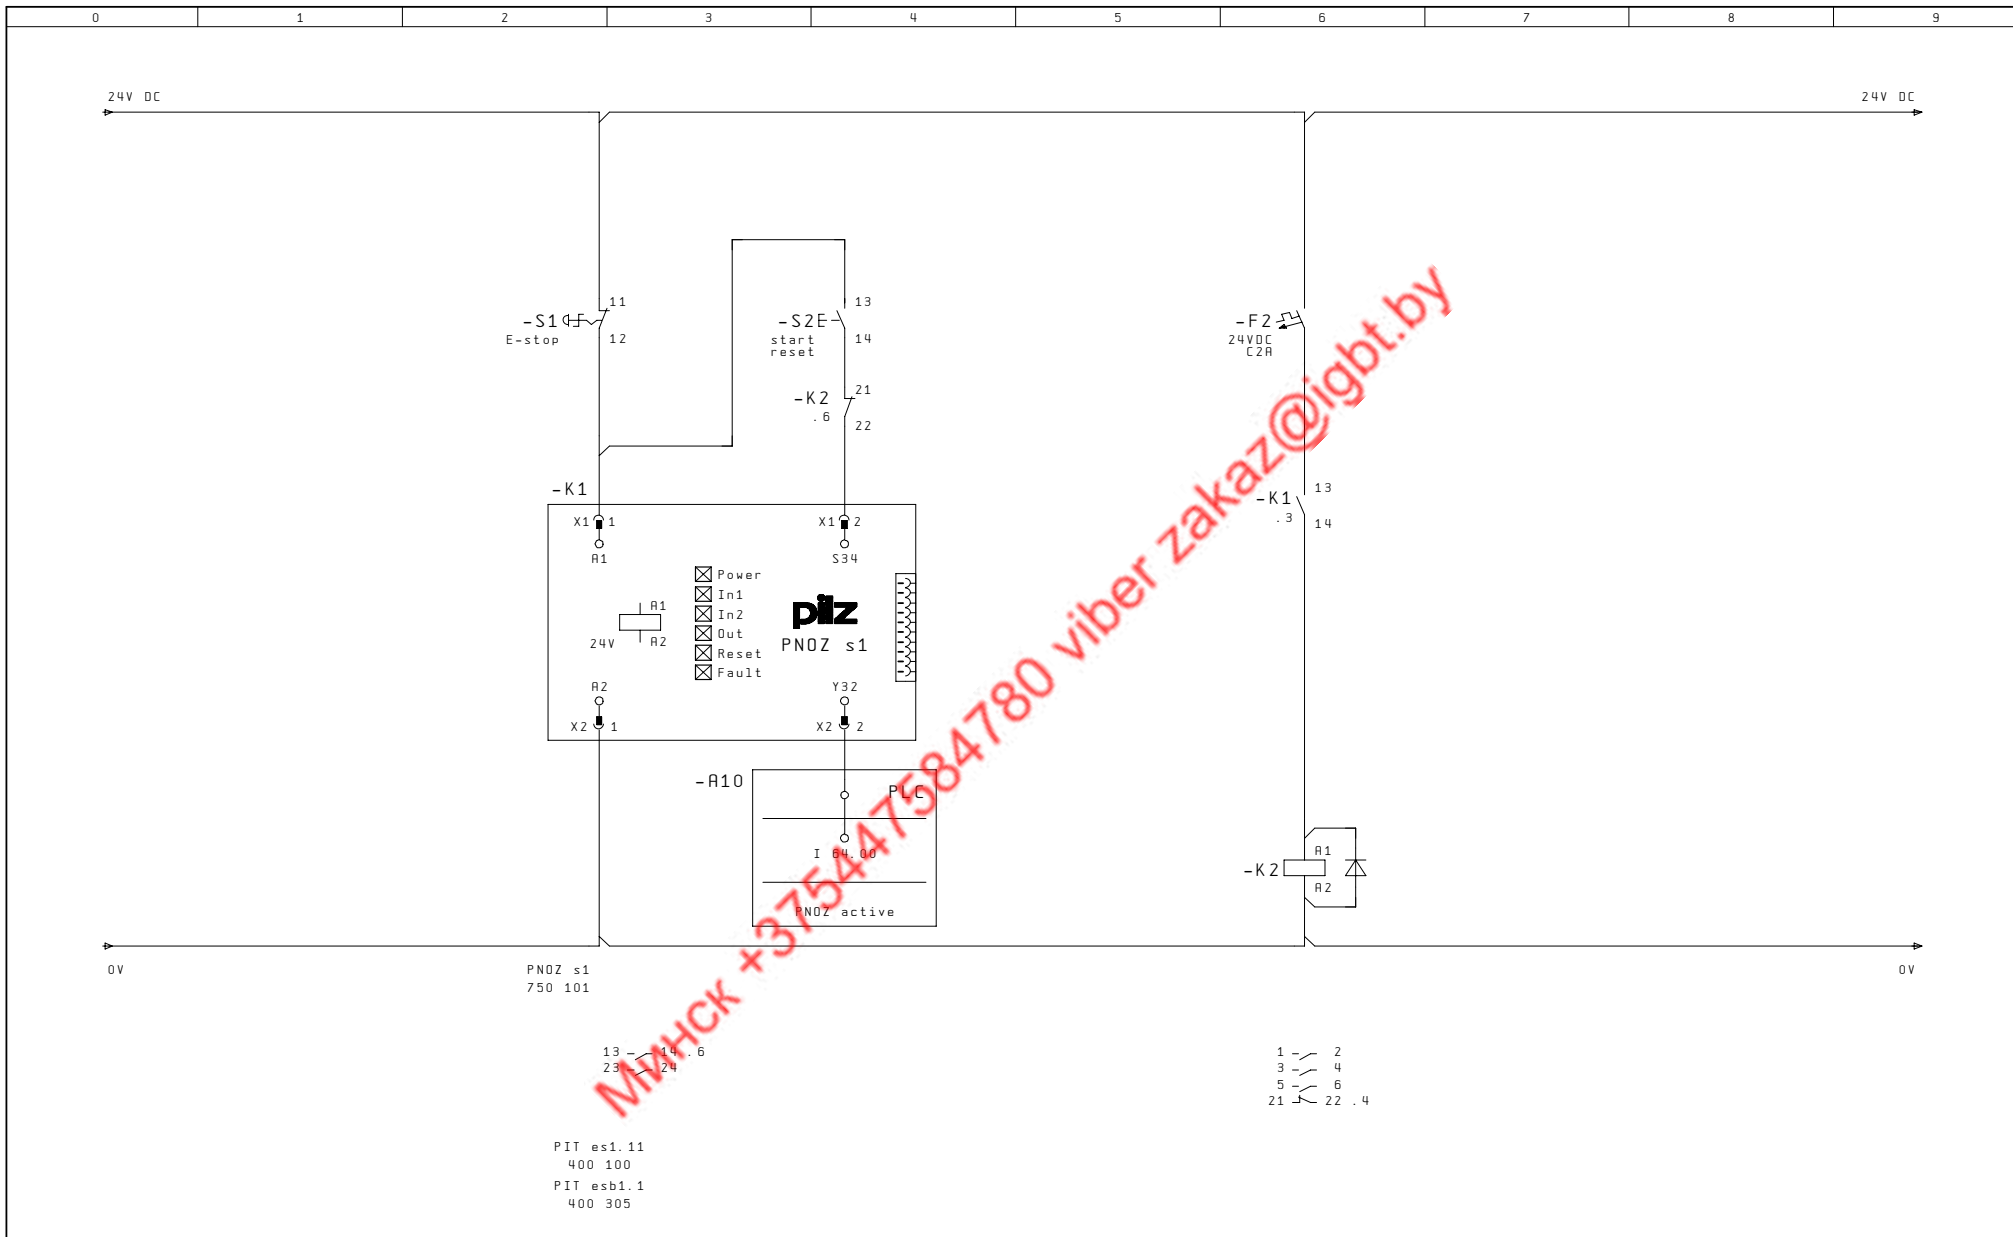 0 1 2 3 4 5 6 7 8 9
24V DC
24V DC
-S1
E-stop
11
12
-S2
start
reset
13
14
-K2
.6
21
22
-F2
24VDC
C2A
-K1
.3
13
14
-K1
X1 1
A1
X1 2
S34
Power
In1
In2
Out
Reset
Fault
A1
24V
A2
pilz
PNOZ s1
A2
X2 1
Y32
X2 2
-A10
PLC
I 64.00
PNOZ active
-K2
A1
A2
0V
0V
PNOZ s1
750 101
13 14 .6
23 24
1 2
3 4
5 6
21 22 .4
PIT es1.11
400 100
PIT esb1.1
400 305
Минск +375447584780 viber zakaz@igbt.by